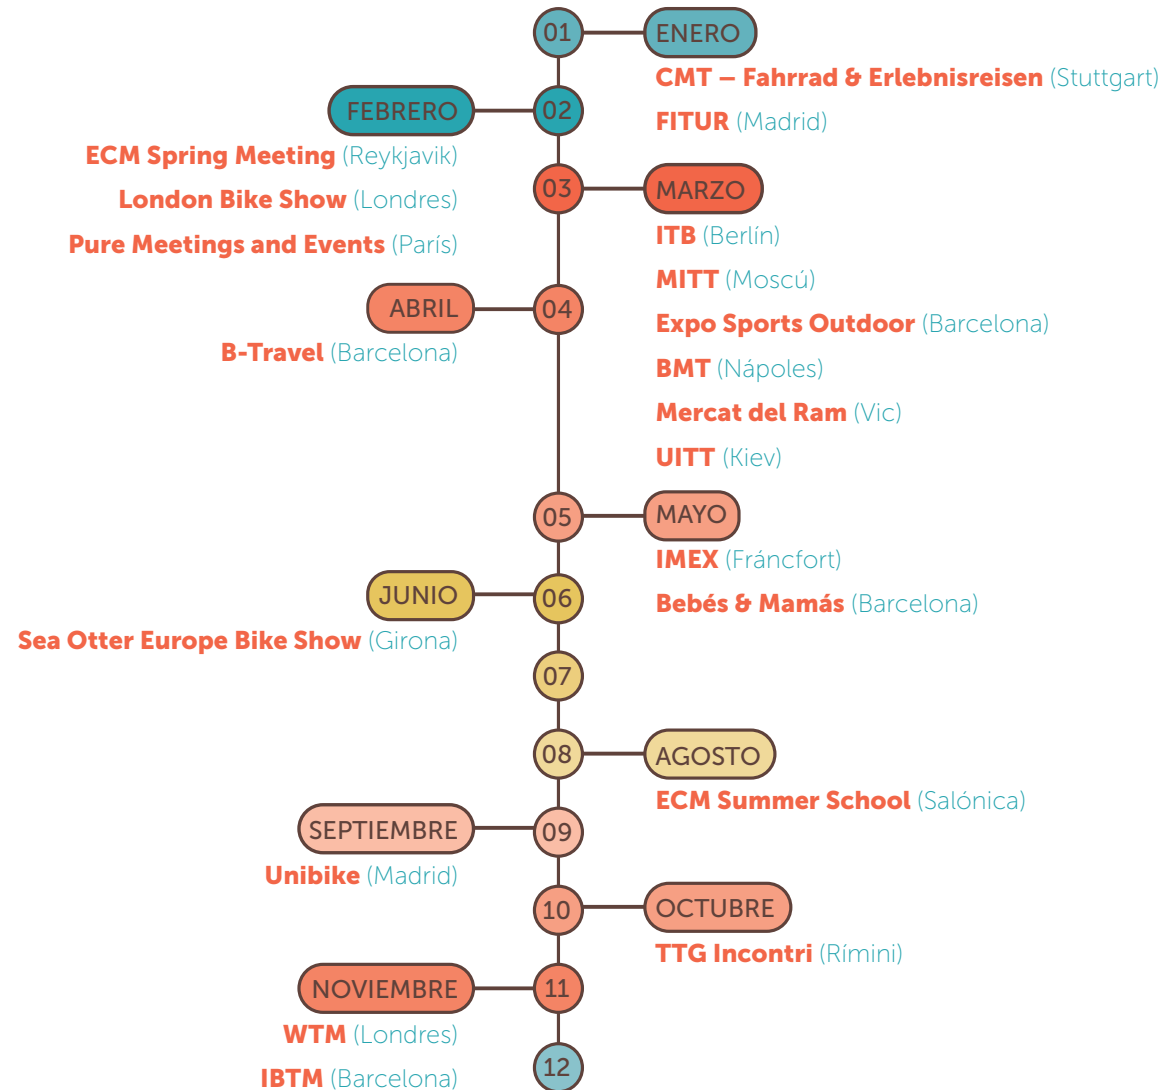 01
ENERO
CMT – Fahrrad & Erlebnisreisen (Stuttgart)
FITUR (Madrid)
FEBRERO
02
ECM Spring Meeting (Reykjavik)
London Bike Show (Londres)
Pure Meetings and Events (París)
03
MARZO
ITB (Berlín)
MITT (Moscú)
Expo Sports Outdoor (Barcelona)
BMT (Nápoles)
Mercat del Ram (Vic)
UITT (Kiev)
ABRIL
04
B-Travel (Barcelona)
05
MAYO
IMEX (Fráncfort)
Bebés & Mamás (Barcelona)
JUNIO
06
Sea Otter Europe Bike Show (Girona)
07
08
AGOSTO
ECM Summer School (Salónica)
SEPTIEMBRE
09
Unibike (Madrid)
10
OCTUBRE
TTG Incontri (Rímini)
NOVIEMBRE
11
WTM (Londres)
IBTM (Barcelona)
12